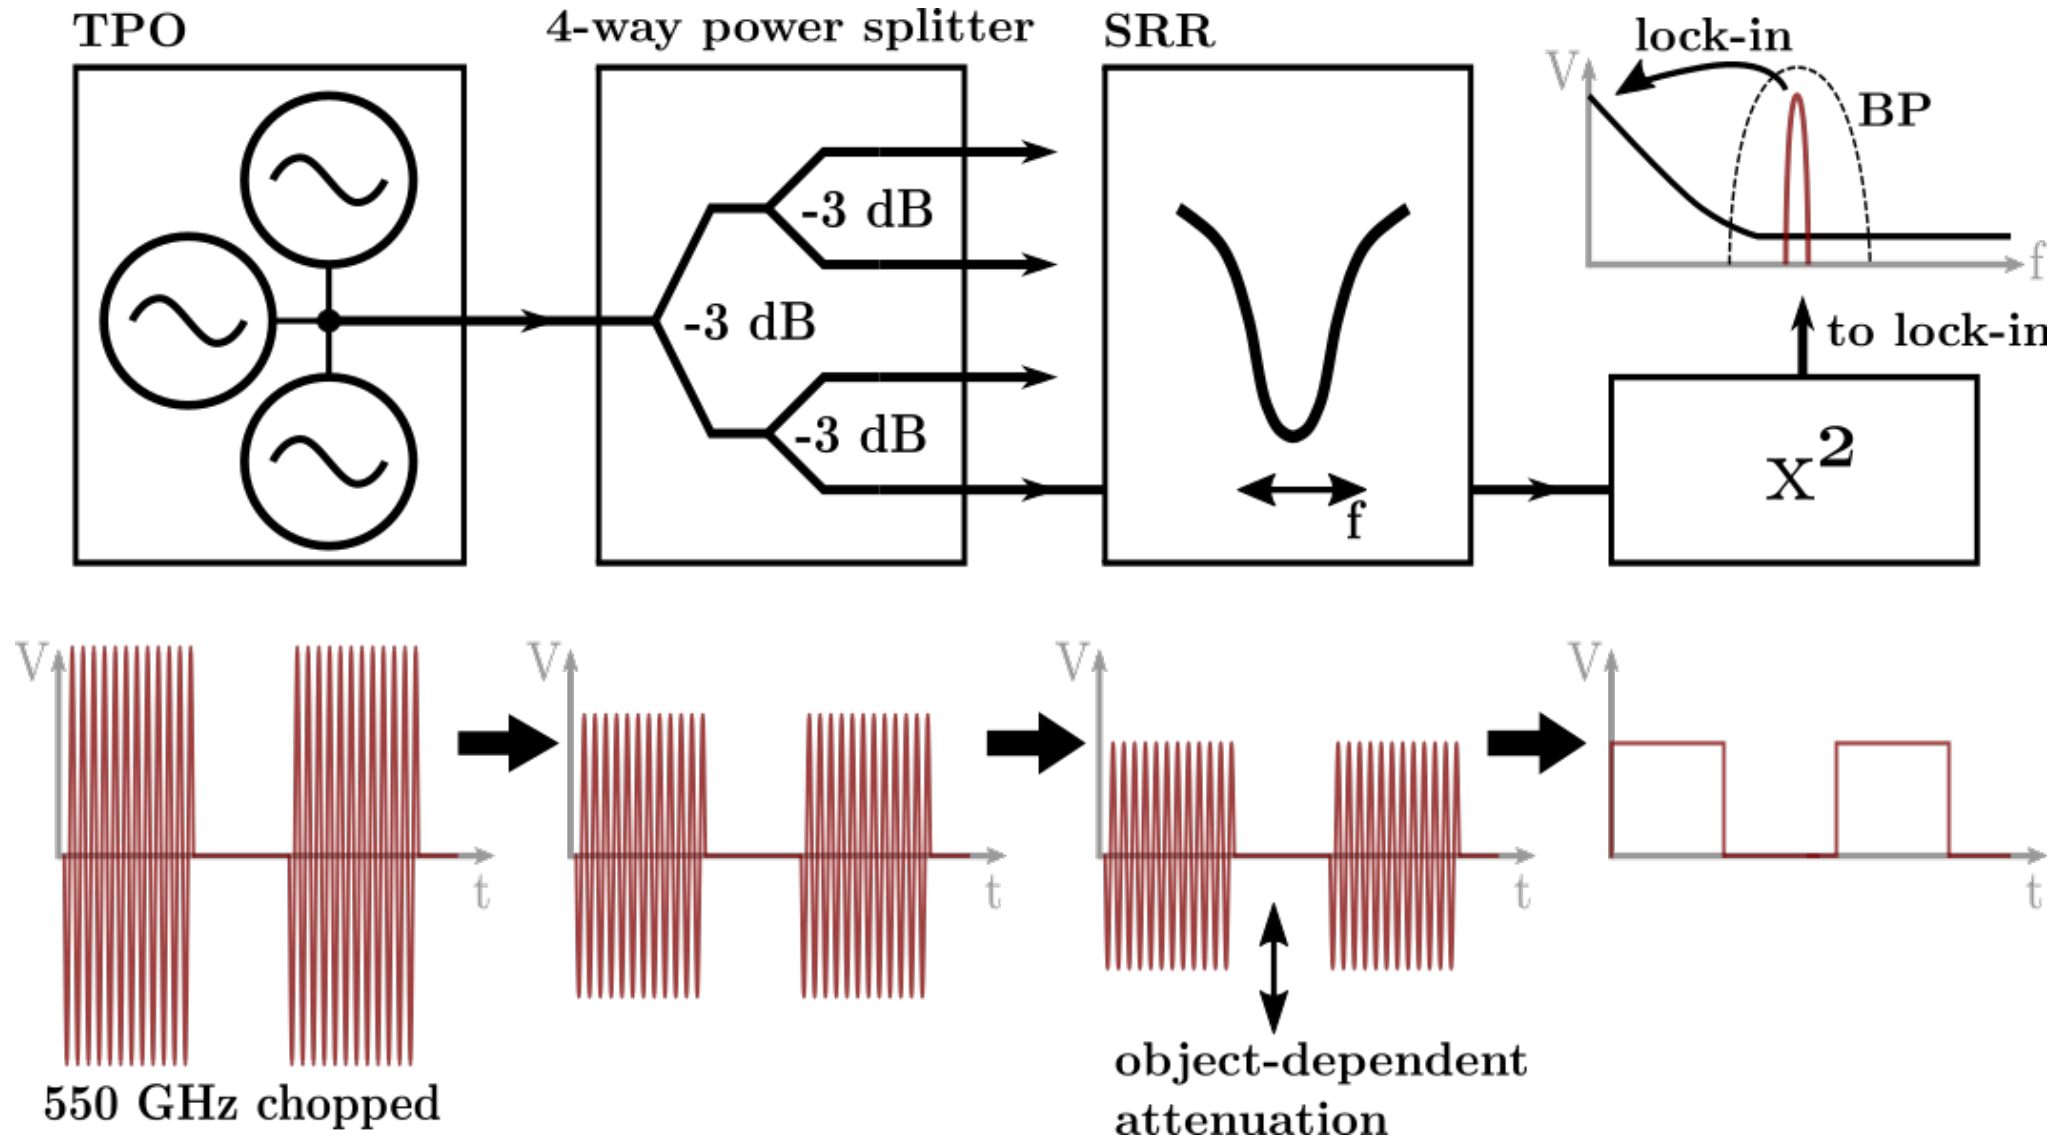 TPO
4-way power splitter
SRR
lock-in
V
BP
f
-3 dB
-3 dB
-3 dB
f
to lock-in
x²
V
t
V
t
V
t
V
t
550 GHz chopped
object-dependent
attenuation